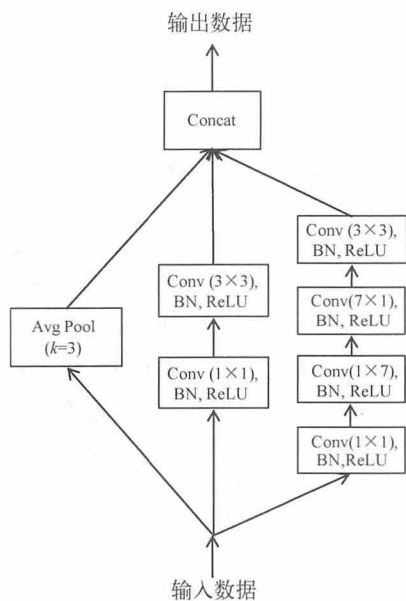 输出数据
Concat
Conv (3×3),
BN, ReLU
Conv (3×3),
BN, ReLU
Conv(7×1),
BN, ReLU
Avg Pool
(k=3)
Conv (1×1),
BN, ReLU
Conv(1×7),
BN, ReLU
Conv(1×1),
BN,ReLU
输入数据